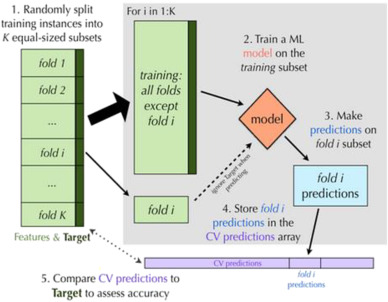 1. Randomly split
training instances into
K equal-sized subsets
For i in 1:K
fold 1
fold 2
...
fold i
...
fold K
Features & Target
training:
all folds
except
fold i
fold i
2. Train a ML
model on the
training subset
model
ignore Target when
predicting
3. Make
predictions on
fold i subset
fold i
predictions
4. Store fold i
predictions in the
CV predictions
array
CV predictions
fold i
predictions
5. Compare CV predictions to
Target to assess accuracy